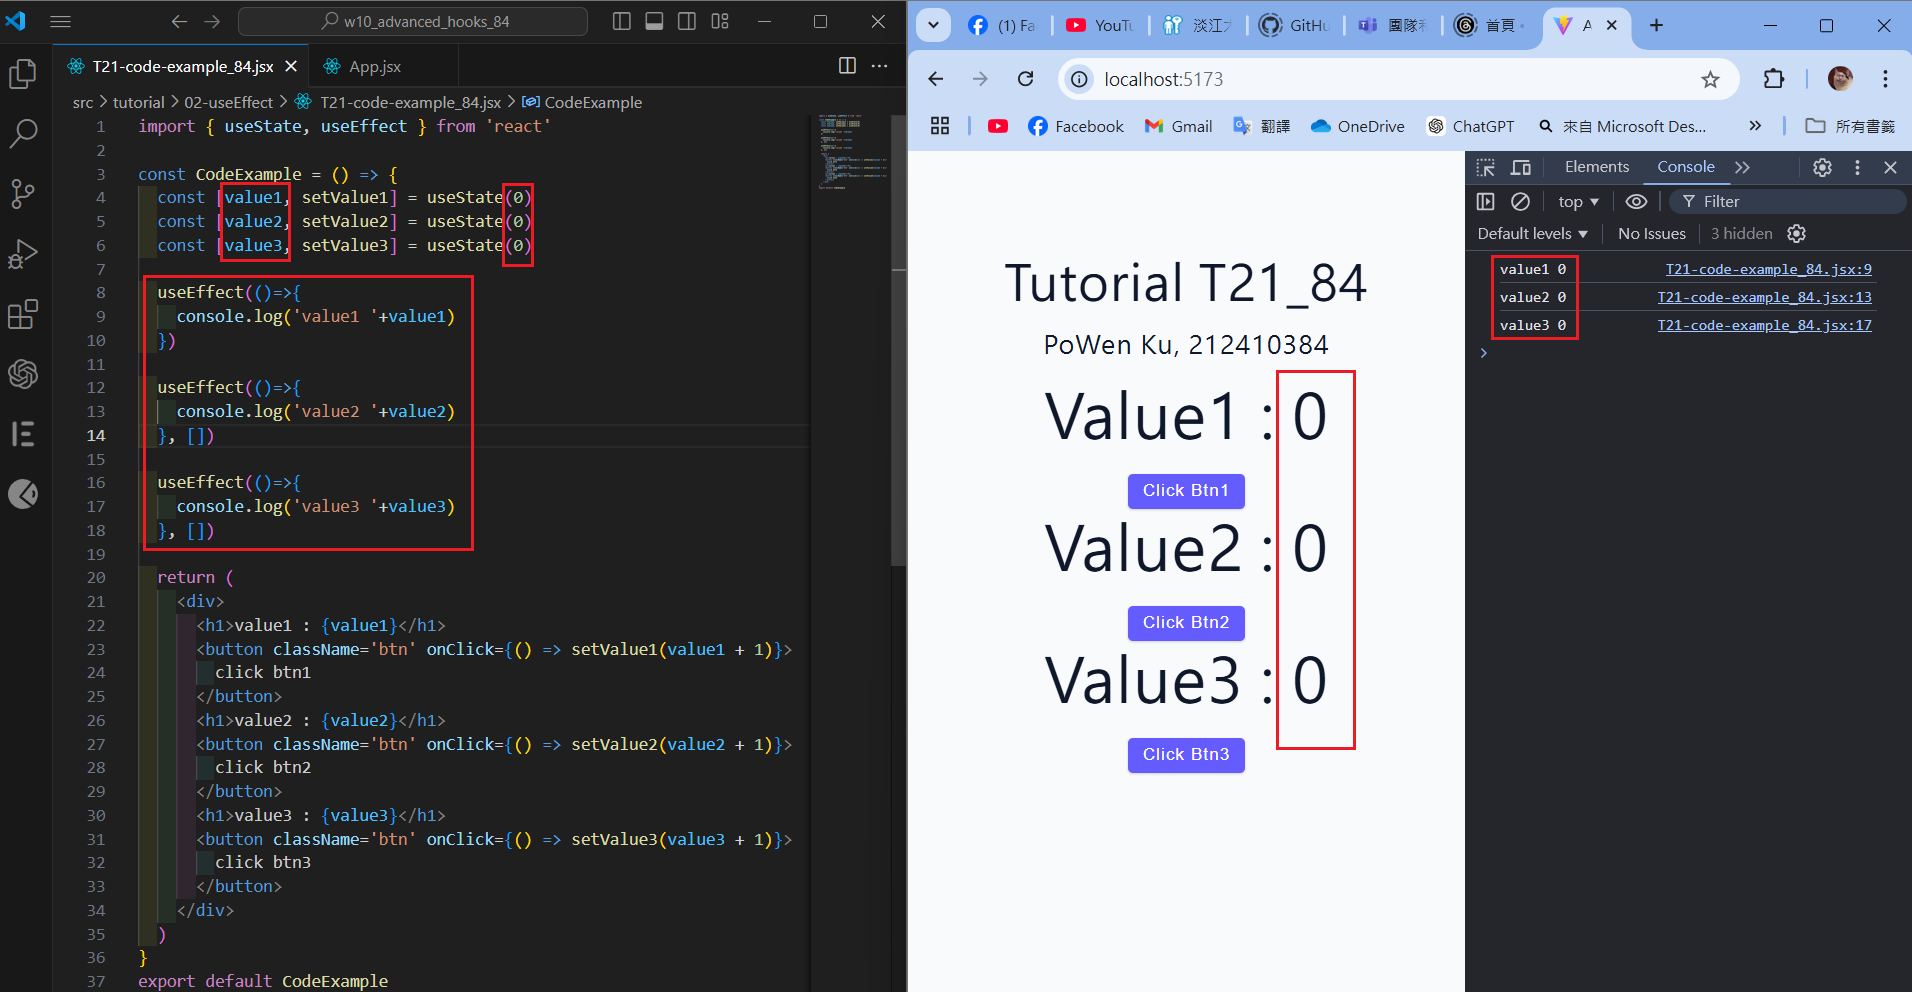 w10_advanced_hooks_84
T21-code-example_84.jsx
App.jsx
src > tutorial > 02-useEffect > T21-code-example_84.jsx > CodeExample
1 import { useState, useEffect } from 'react'
2
3 const CodeExample = () => {
4 const [value1, setValue1] = useState(0)
5 const [value2, setValue2] = useState(0)
6 const [value3, setValue3] = useState(0)
7
8 useEffect(()=>{
9 console.log('value1 '+value1)
10 })
11
12 useEffect(()=>{
13 console.log('value2 '+value2)
14 }, [])
15
16 useEffect(()=>{
17 console.log('value3 '+value3)
18 }, [])
19
20 return (
21 <div>
22 <h1>value1 : {value1}</h1>
23 <button className='btn' onClick={() => setValue1(value1 + 1)}>
24 click btn1
25 </button>
26 <h1>value2 : {value2}</h1>
27 <button className='btn' onClick={() => setValue2(value2 + 1)}>
28 click btn2
29 </button>
30 <h1>value3 : {value3}</h1>
31 <button className='btn' onClick={() => setValue3(value3 + 1)}>
32 click btn3
33 </button>
34 </div>
35 )
36 }
37 export default CodeExample
(1) Fa
YouTu
淡江大
GitHu
團隊和
首頁
A
localhost:5173
Facebook
Gmail
翻譯
OneDrive
ChatGPT
來自 Microsoft Des...
所有書籤
Tutorial T21_84
PoWen Ku, 212410384
Value1 : 0
Click Btn1
Value2 : 0
Click Btn2
Value3 : 0
Click Btn3
Elements
Console
top
Filter
Default levels
No Issues
3 hidden
value1 0 T21-code-example_84.jsx:9
value2 0 T21-code-example_84.jsx:13
value3 0 T21-code-example_84.jsx:17